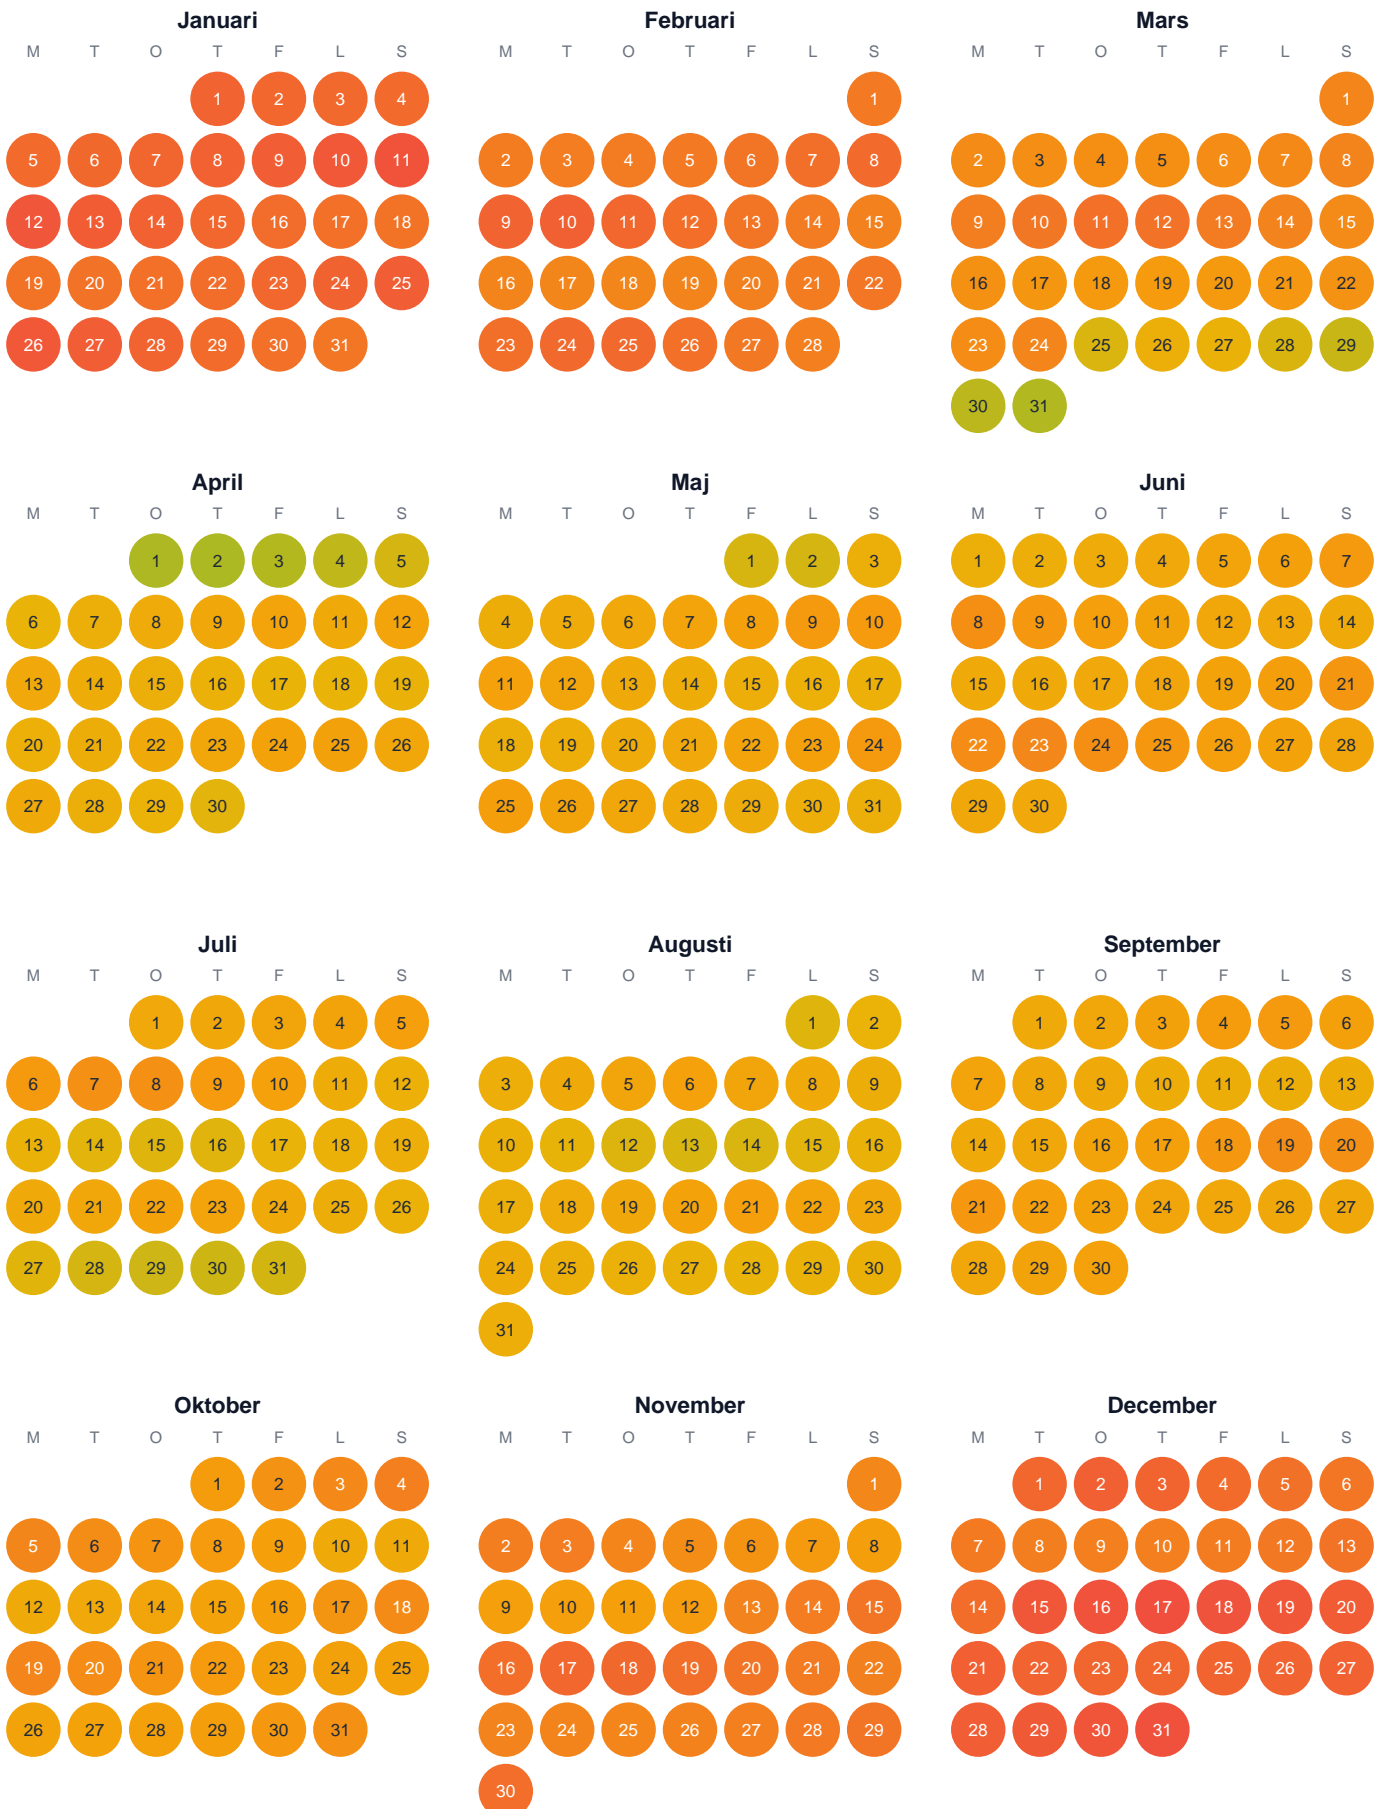 Januari Februari Mars
M T O T F L S M T O T F L S M T O T F L S
1 2 3 4 1 1
5 6 7 8 9 10 11 2 3 4 5 6 7 8 2 3 4 5 6 7 8
12 13 14 15 16 17 18 9 10 11 12 13 14 15 9 10 11 12 13 14 15
19 20 21 22 23 24 25 16 17 18 19 20 21 22 16 17 18 19 20 21 22
26 27 28 29 30 31 23 24 25 26 27 28 23 24 25 26 27 28 29
30 31
April Maj Juni
M T O T F L S M T O T F L S M T O T F L S
1 2 3 4 5 1 2 3 1 2 3 4 5 6 7
6 7 8 9 10 11 12 4 5 6 7 8 9 10 8 9 10 11 12 13 14
13 14 15 16 17 18 19 11 12 13 14 15 16 17 15 16 17 18 19 20 21
20 21 22 23 24 25 26 18 19 20 21 22 23 24 22 23 24 25 26 27 28
27 28 29 30 25 26 27 28 29 30 31 29 30
Juli Augusti September
M T O T F L S M T O T F L S M T O T F L S
1 2 3 4 5 1 2 1 2 3 4 5 6
6 7 8 9 10 11 12 3 4 5 6 7 8 9 7 8 9 10 11 12 13
13 14 15 16 17 18 19 10 11 12 13 14 15 16 14 15 16 17 18 19 20
20 21 22 23 24 25 26 17 18 19 20 21 22 23 21 22 23 24 25 26 27
27 28 29 30 31 24 25 26 27 28 29 30 28 29 30
31
Oktober November December
M T O T F L S M T O T F L S M T O T F L S
1 2 3 4 1 1 2 3 4 5 6
5 6 7 8 9 10 11 2 3 4 5 6 7 8 7 8 9 10 11 12 13
12 13 14 15 16 17 18 9 10 11 12 13 14 15 14 15 16 17 18 19 20
19 20 21 22 23 24 25 16 17 18 19 20 21 22 21 22 23 24 25 26 27
26 27 28 29 30 31 23 24 25 26 27 28 29 28 29 30 31
30